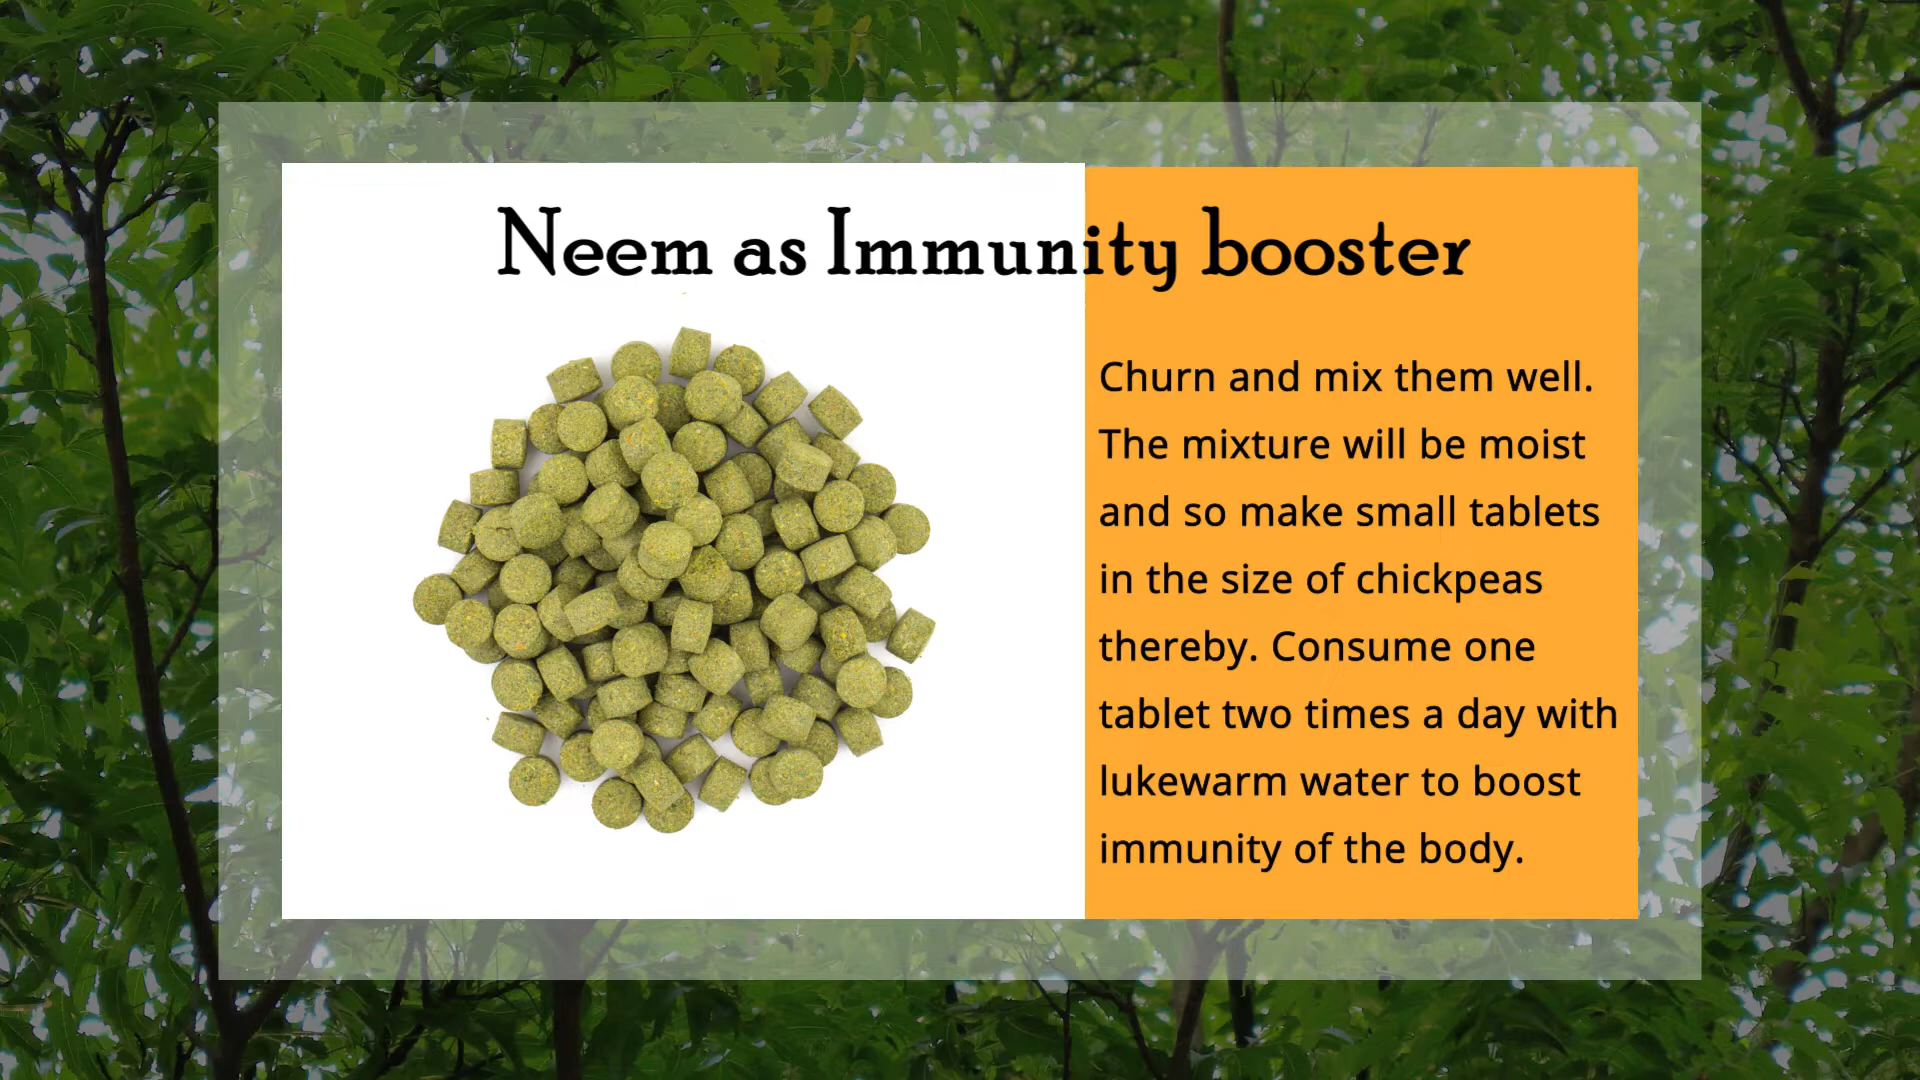 Neem as Immunity booster
Churn and mix them well.
The mixture will be moist
and so make small tablets
in the size of chickpeas
thereby. Consume one
tablet two times a day with
lukewarm water to boost
immunity of the body.